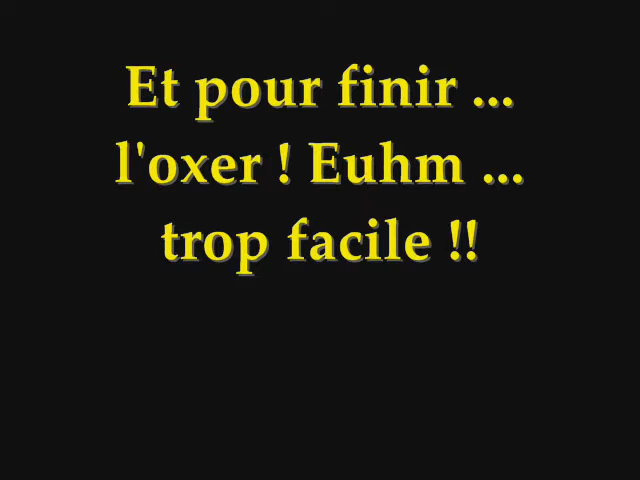 Et pour finir ...
l'oxer ! Euhm ...
trop facile !!